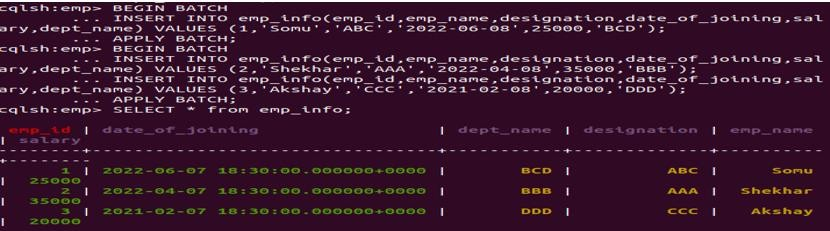 cqlsh:emp> BEGIN BATCH
... INSERT INTO emp_info(emp_id,emp_name,designation,date_of_joining,sal
ary,dept_name) VALUES (1,'Somu','ABC','2022-06-08',25000,'BCD');
... APPLY BATCH;
cqlsh:emp> BEGIN BATCH
... INSERT INTO emp_info(emp_id,emp_name,designation,date_of_joining,sal
ary,dept_name) VALUES (2,'Shekhar','AAA','2022-04-08',35000,'BBB');
... INSERT INTO emp_info(emp_id,emp_name,designation,date_of_joining,sal
ary,dept_name) VALUES (3,'Akshay','CCC','2021-02-08',20000,'DDD');
... APPLY BATCH;
cqlsh:emp> SELECT * from emp_info;
emp_id | date_of_joining | dept_name | designation | emp_name
| salary
--------+---------------------------------+-----------+-------------+----------
+--------
1 | 2022-06-07 18:30:00.000000+0000 | BCD | ABC | Somu
| 25000
2 | 2022-04-07 18:30:00.000000+0000 | BBB | AAA | Shekhar
| 35000
3 | 2021-02-07 18:30:00.000000+0000 | DDD | CCC | Akshay
| 20000